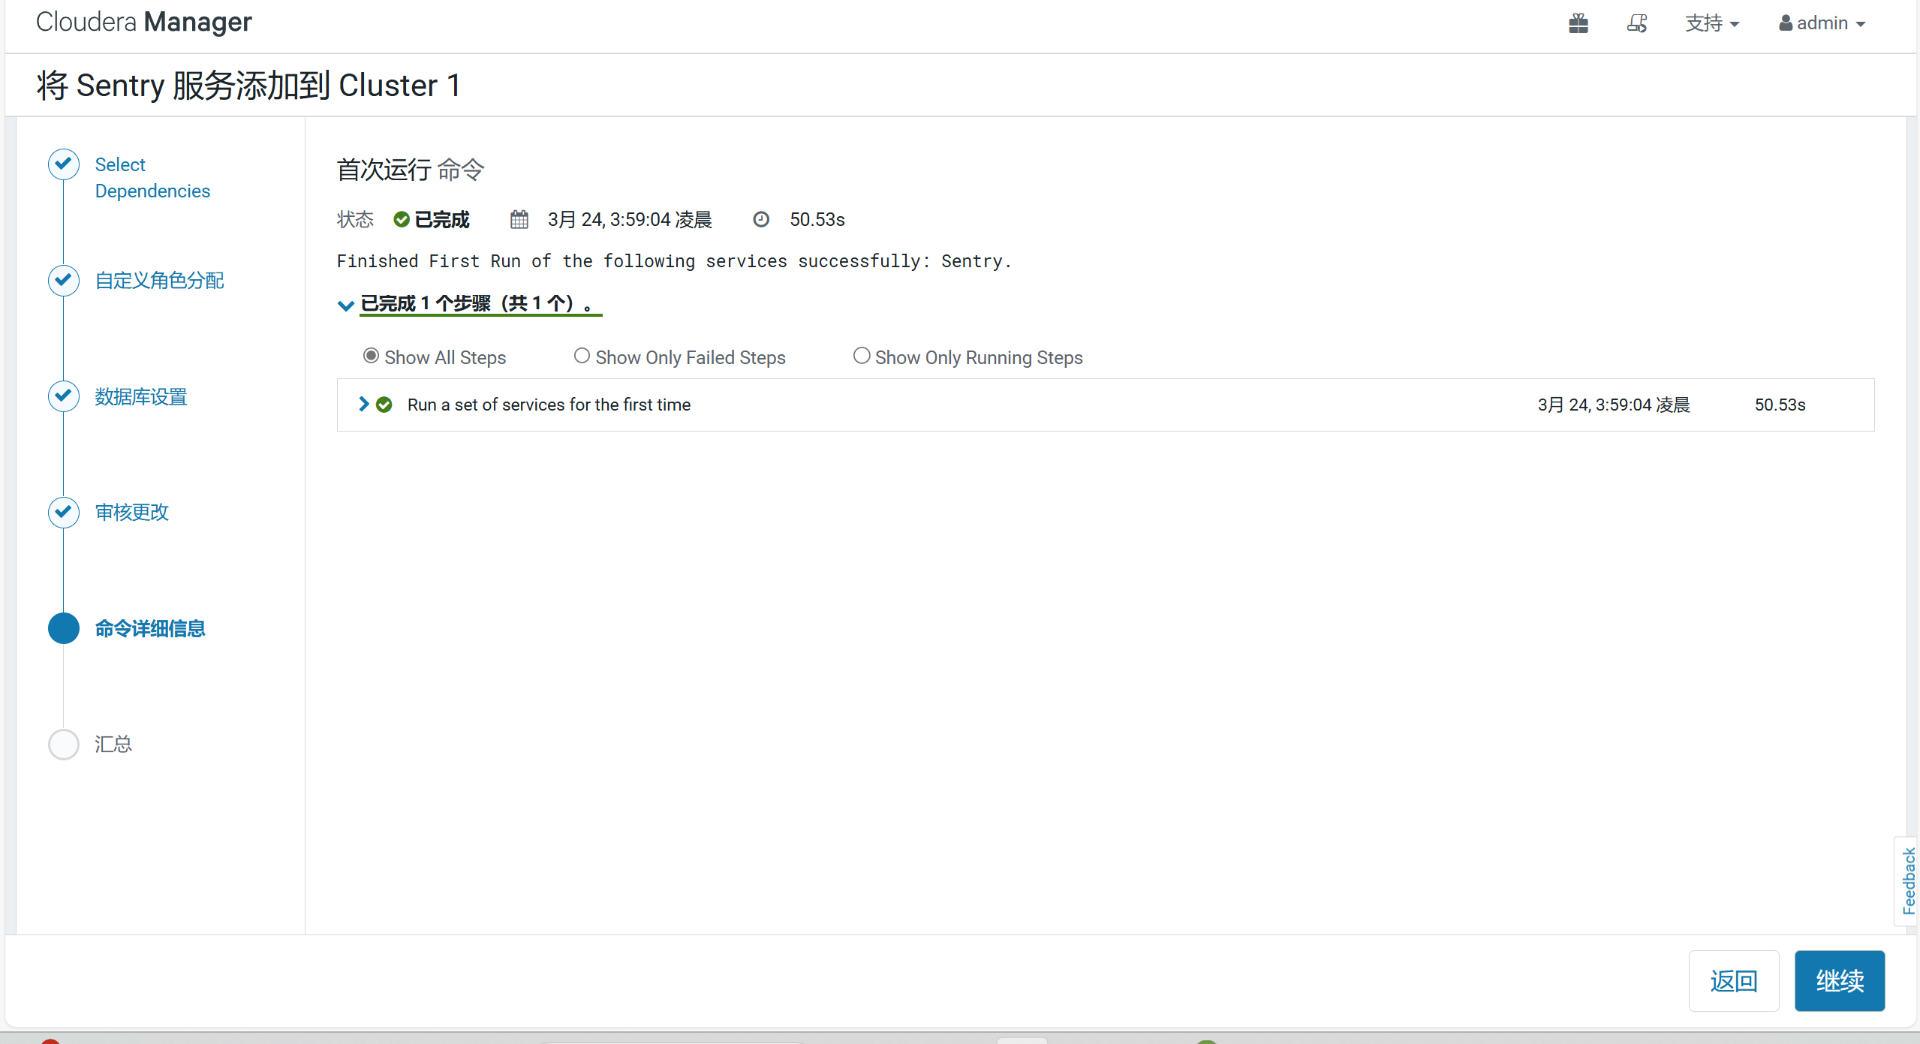 Cloudera Manager
支持
admin
将 Sentry 服务添加到 Cluster 1
Select
Dependencies
自定义角色分配
数据库设置
审核更改
命令详细信息
汇总
首次运行 命令
状态 已完成 3月 24, 3:59:04 凌晨 50.53s
Finished First Run of the following services successfully: Sentry.
已完成 1 个步骤（共 1 个）。
Show All Steps Show Only Failed Steps Show Only Running Steps
Run a set of services for the first time 3月 24, 3:59:04 凌晨 50.53s
Feedback
返回 继续